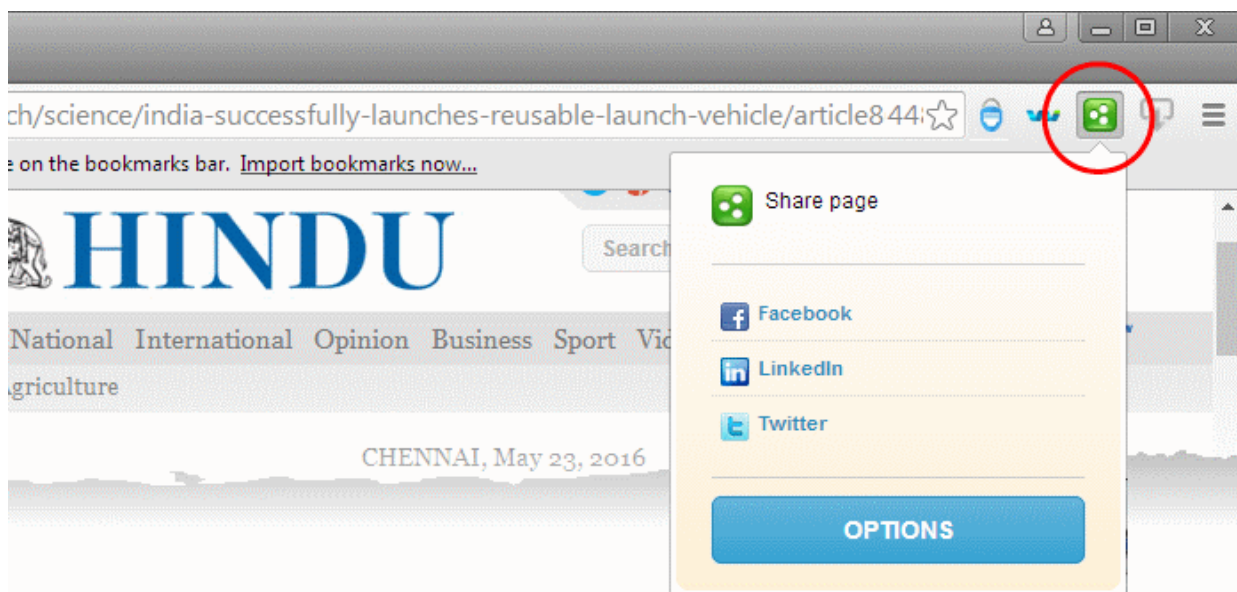 ch/science/india-successfully-launches-reusable-launch-vehicle/article844
on the bookmarks bar. Import bookmarks now...
Share page
HINDU
Search
Facebook
National International Opinion Business Sport
LinkedIn
Agriculture
Twitter
CHENNAI, May 23, 2016
OPTIONS